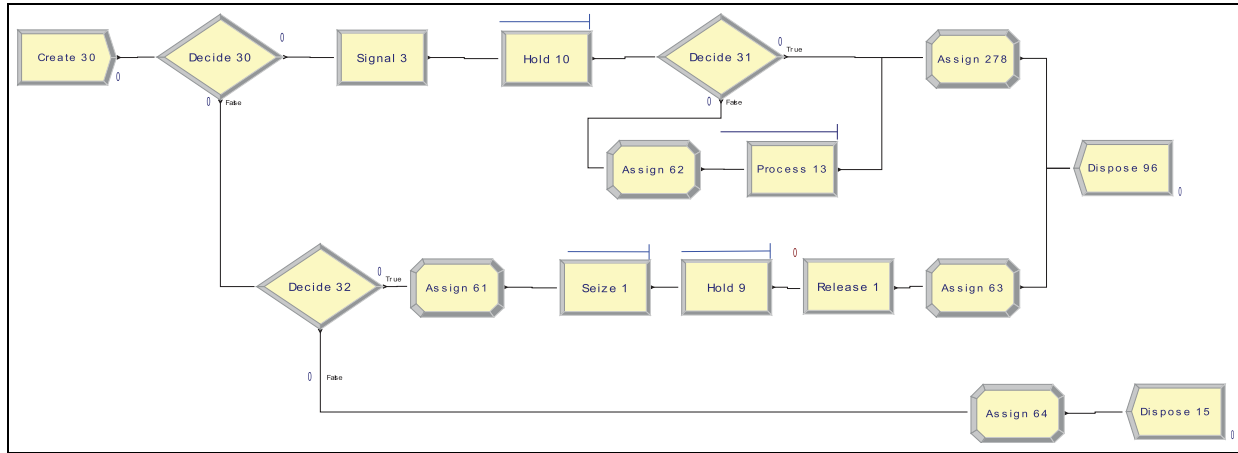 Create 30
0
Decide 30
0
0
False
Signal 3
Hold 10
Decide 31
0
True
0
False
Assign 278
Assign 62
Process 13
Dispose 96
0
Decide 32
0
True
0
False
Assign 61
Seize 1
Hold 9
0
Release 1
Assign 63
Assign 64
Dispose 15
0